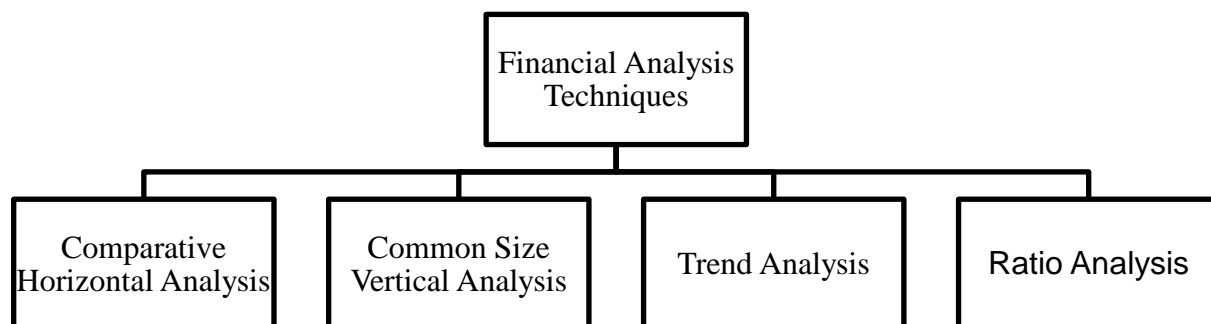 Financial Analysis
Techniques
Comparative
Horizontal Analysis
Common Size
Vertical Analysis
Trend Analysis
Ratio Analysis